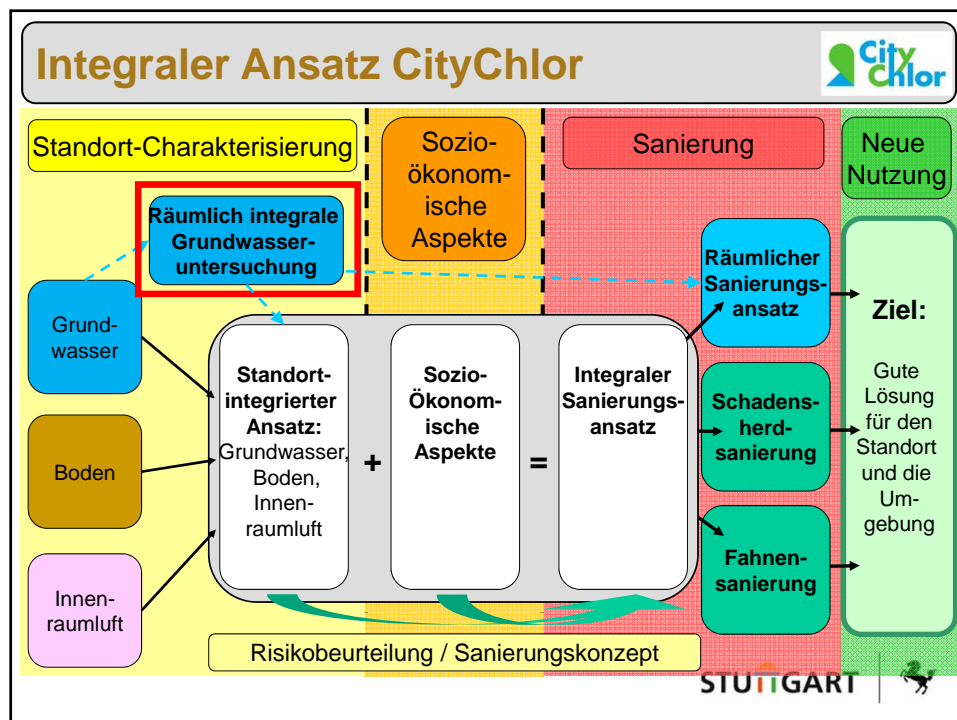 Integraler Ansatz CityChlor
City
Chlor
Standort-Charakterisierung
Sozio-
ökonom-
ische
Aspekte
Sanierung
Neue
Nutzung
Räumlich integrale
Grundwasser-
untersuchung
Grund-
wasser
Boden
Innen-
raumluft
Standort-
integrierter
Ansatz:
Grundwasser,
Boden,
Innen-
raumluft
+
Sozio-
Ökonom-
ische
Aspekte
=
Integraler
Sanierungs-
ansatz
Räumlicher
Sanierungs-
ansatz
Schadens-
herd-
sanierung
Fahnen-
sanierung
Ziel:
Gute
Lösung
für den
Standort
und die
Um-
gebung
Risikobeurteilung / Sanierungskonzept
STUTTGART